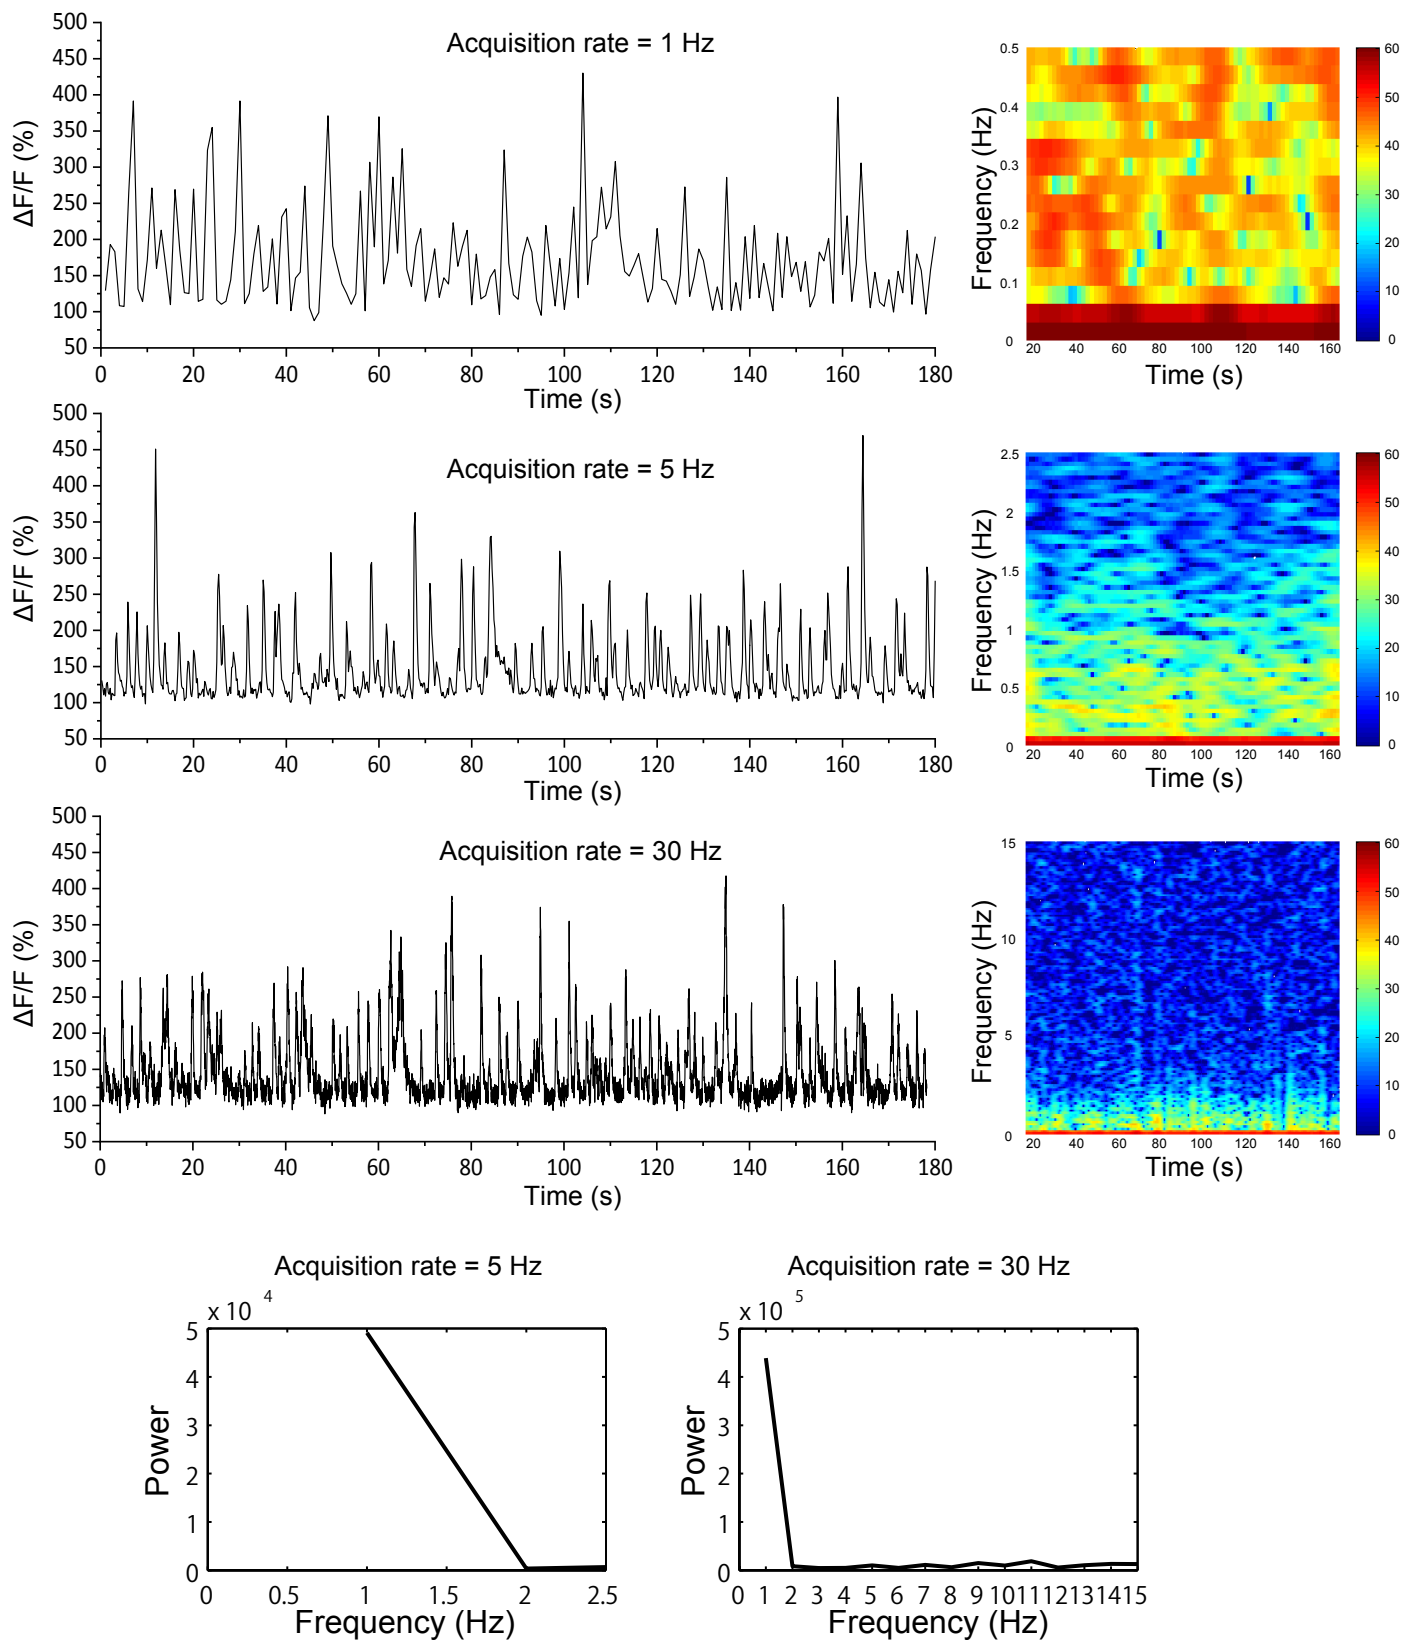 Acquisition rate = 1 Hz
ΔF/F (%)
500
450
400
350
300
250
200
150
100
50
0 20 40 60 80 100 120 140 160 180
Time (s)
Frequency (Hz)
0.5
0.4
0.3
0.2
0.1
0
20 40 60 80 100 120 140 160
Time (s)
60
50
40
30
20
10
0
Acquisition rate = 5 Hz
ΔF/F (%)
500
450
400
350
300
250
200
150
100
50
0 20 40 60 80 100 120 140 160 180
Time (s)
Frequency (Hz)
2.5
2
1.5
1
0.5
0
20 40 60 80 100 120 140 160
Time (s)
60
50
40
30
20
10
0
Acquisition rate = 30 Hz
ΔF/F (%)
500
450
400
350
300
250
200
150
100
50
0 20 40 60 80 100 120 140 160 180
Time (s)
Frequency (Hz)
15
10
5
0
20 40 60 80 100 120 140 160
Time (s)
60
50
40
30
20
10
0
Acquisition rate = 5 Hz
x 10 4
Power
5
4
3
2
1
0
0 0.5 1 1.5 2 2.5
Frequency (Hz)
Acquisition rate = 30 Hz
x 10 5
Power
5
4
3
2
1
0
0 1 2 3 4 5 6 7 8 9 10 11 12 13 14 15
Frequency (Hz)